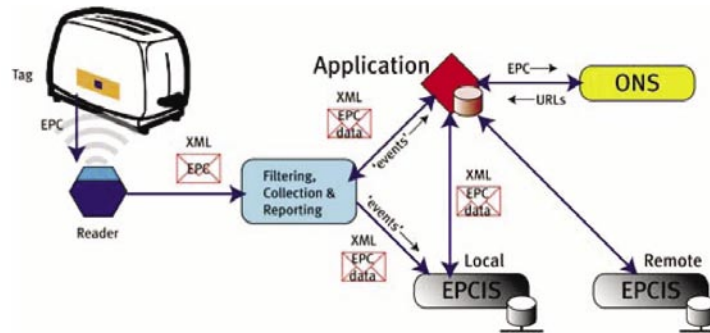 Tag
EPC
Reader
XML
EPC
Filtering,
Collection &
Reporting
XML
EPC
data
'events'
'events'
XML
EPC
data
Application
EPC
URLs
ONS
XML
EPC
data
Local
EPCIS
Remote
EPCIS